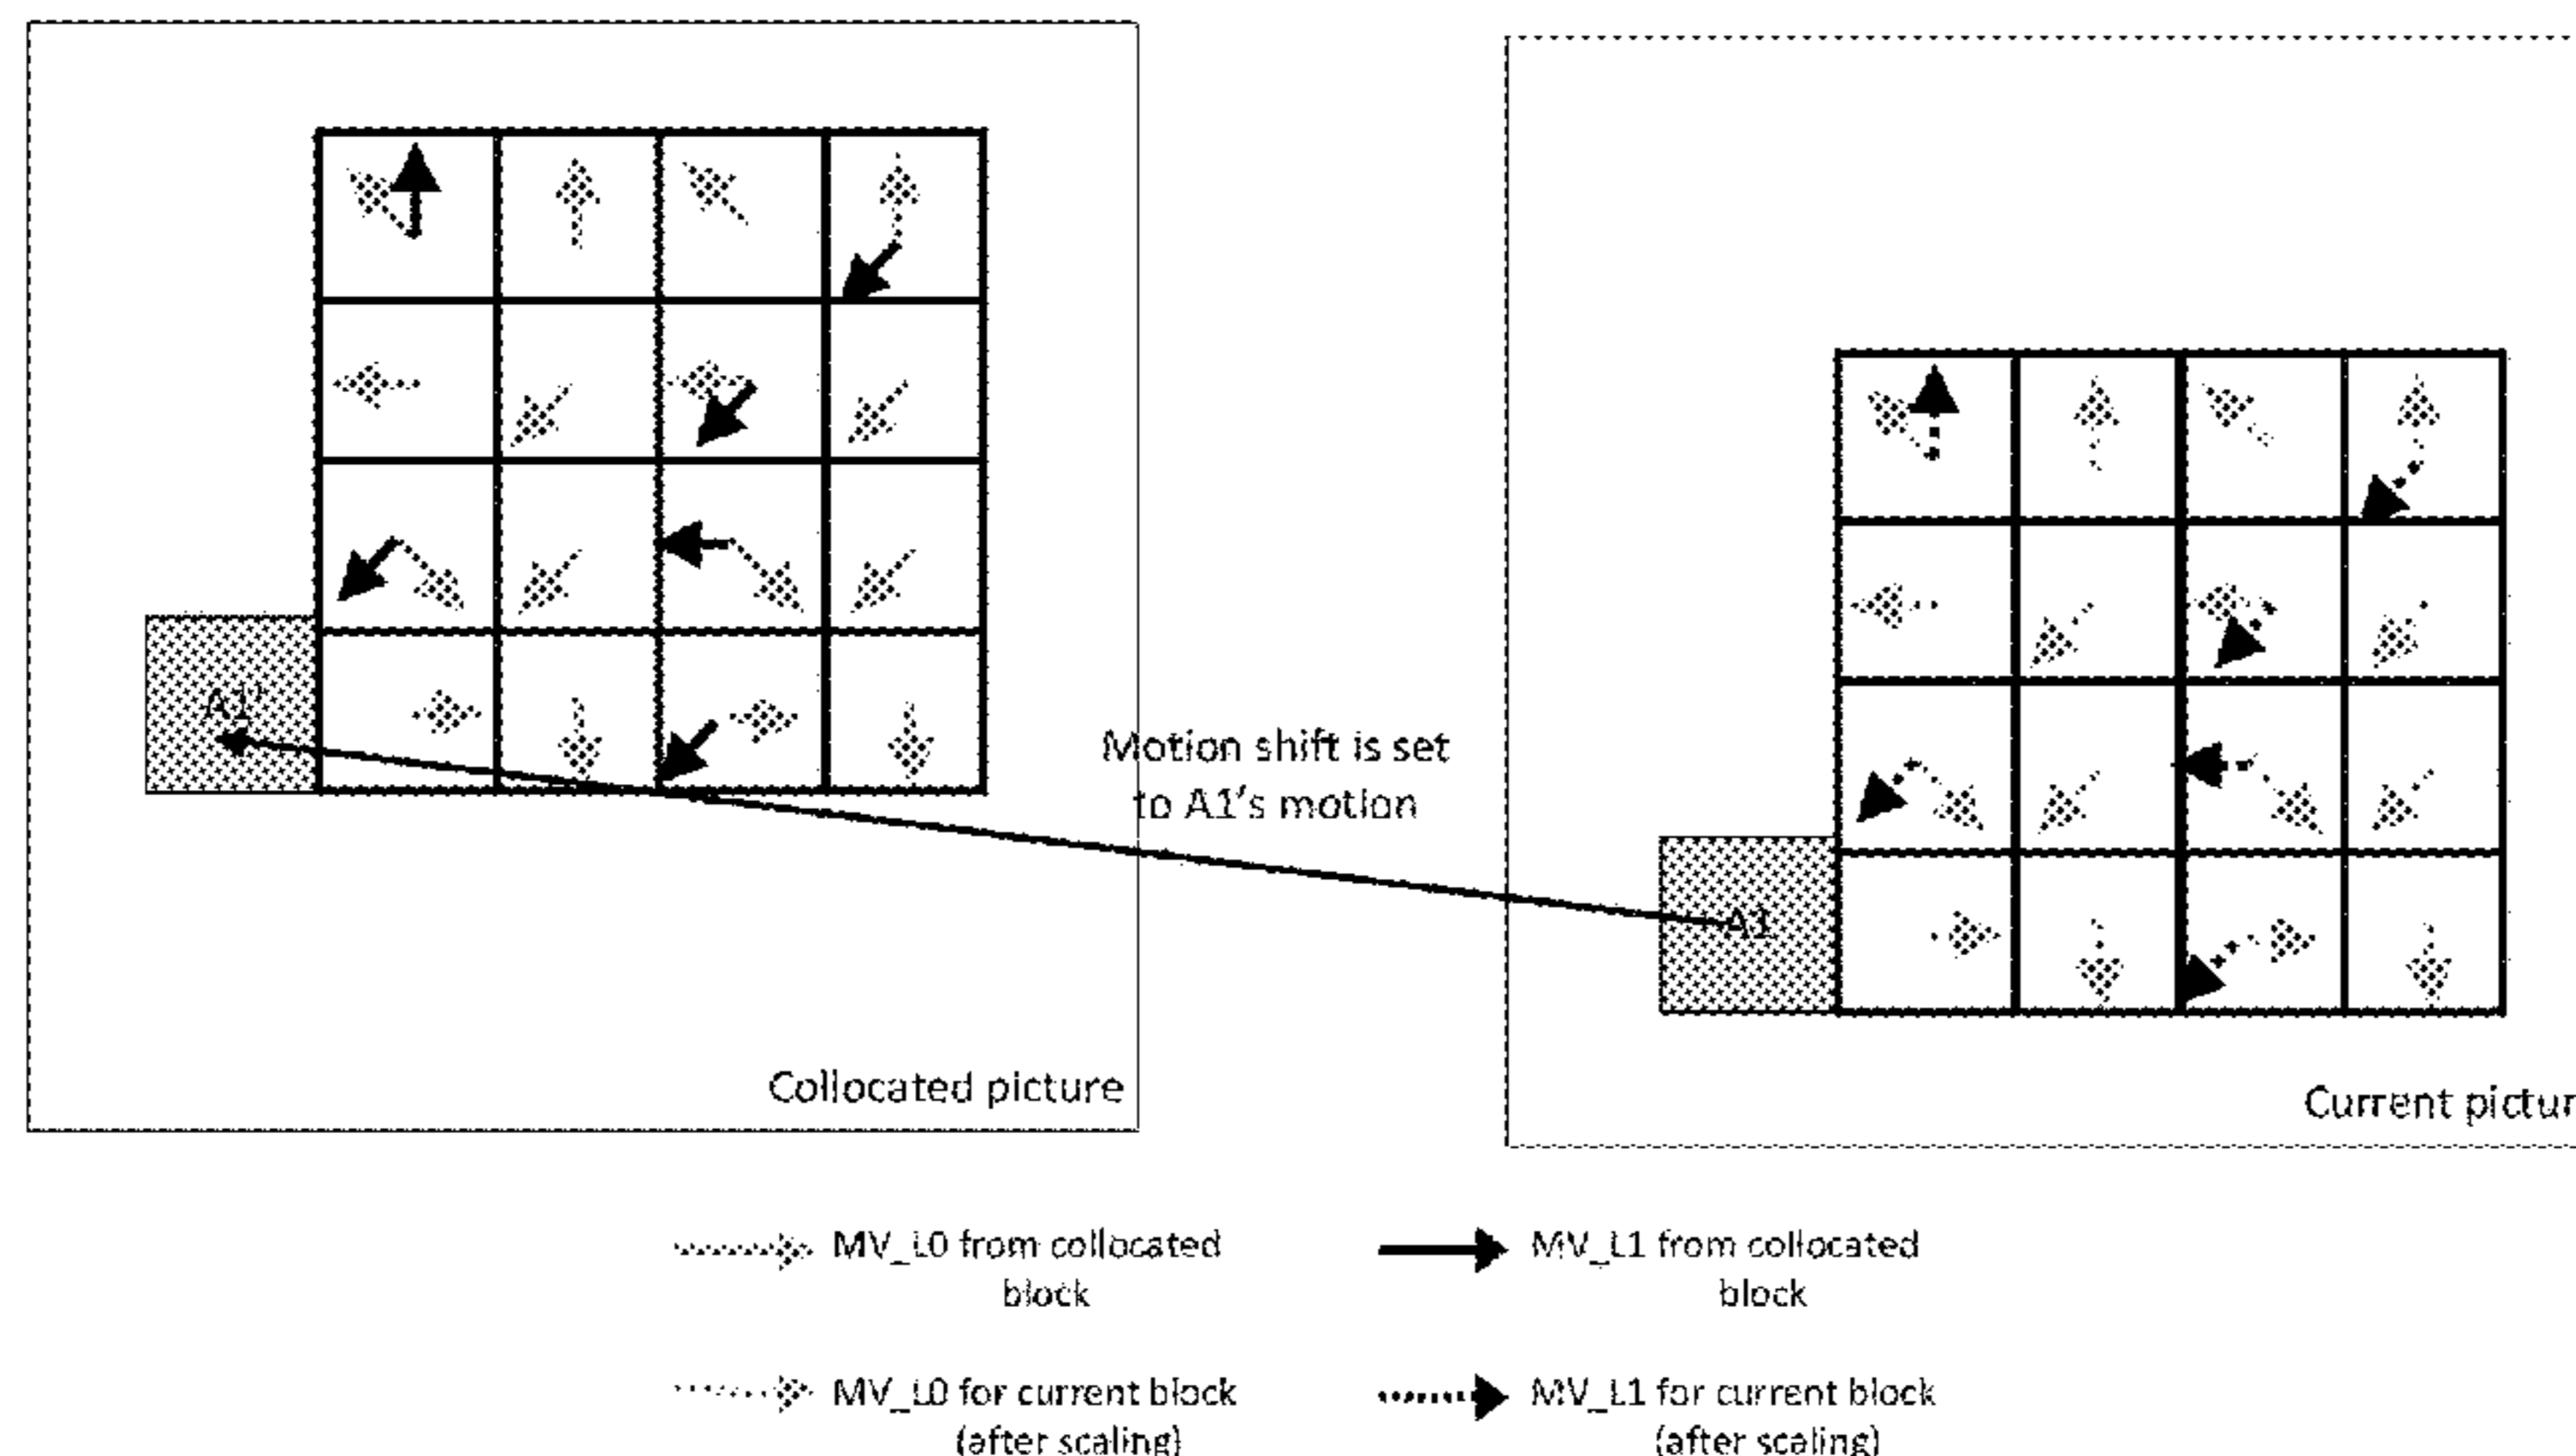 A1'
Motion shift is set
to A1's motion
A1
Collocated picture
Current pictur
MV_L0 from collocated
block
MV_L1 from collocated
block
MV_L0 for current block
(after scaling)
MV_L1 for current block
(after scaling)